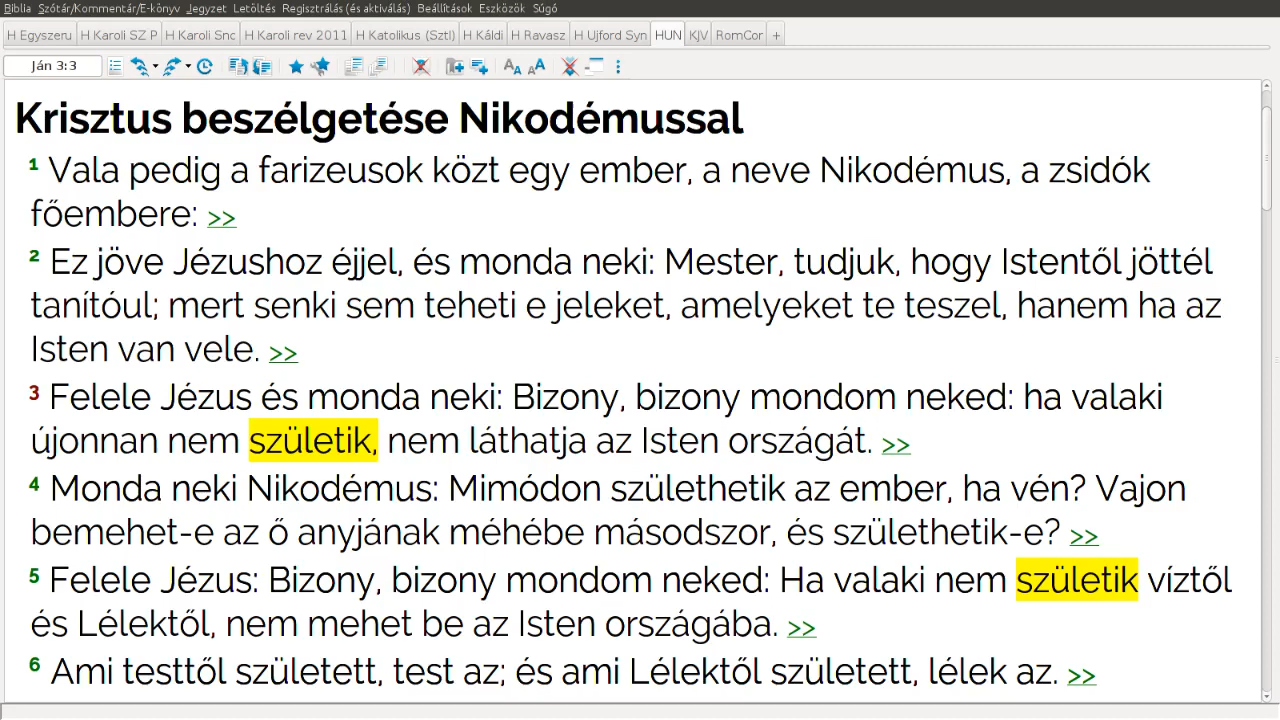 Biblia Szótár/Kommentár/E-könyv Jegyzet Letöltés Regisztrálás (és aktiválás) Beállítások Eszközök Súgó
H Egyszeru H Karoli SZ P H Karoli Snc H Karoli rev 2011 H Katolikus (Sztl) H Káldi H Ravasz H Ujford Syn HUN KJV RomCor +
Ján 3:3
Krisztus beszélgetése Nikodémussal
1 Vala pedig a farizeusok közt egy ember, a neve Nikodémus, a zsidók
főembere: >>
2 Ez jöve Jézushoz éjjel, és monda neki: Mester, tudjuk, hogy Istentől jöttél
tanítóul; mert senki sem teheti e jeleket, amelyeket te teszel, hanem ha az
Isten van vele. >>
3 Felele Jézus és monda neki: Bizony, bizony mondom neked: ha valaki
újonnan nem születik, nem láthatja az Isten országát. >>
4 Monda neki Nikodémus: Mimódon születhetik az ember, ha vén? Vajon
bemehet-e az ő anyjának méhébe másodszor, és születhetik-e? >>
5 Felele Jézus: Bizony, bizony mondom neked: Ha valaki nem születik víztől
és Lélektől, nem mehet be az Isten országába. >>
6 Ami testtől született, test az; és ami Lélektől született, lélek az. >>